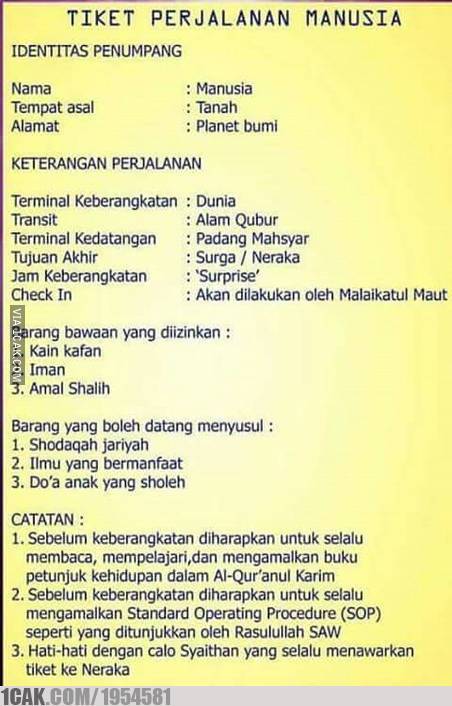 TIKET PERJALANAN MANUSIA
IDENTITAS PENUMPANG
Nama : Manusia
Tempat asal : Tanah
Alamat : Planet bumi
KETERANGAN PERJALANAN
Terminal Keberangkatan : Dunia
Transit : Alam Qubur
Terminal Kedatangan : Padang Mahsyar
Tujuan Akhir : Surga / Neraka
Jam Keberangkatan : 'Surprise'
Check In : Akan dilakukan oleh Malaikatul Maut
VIA 1CAK.COM
Barang bawaan yang diizinkan :
Kain kafan
Iman
3. Amal Shalih
Barang yang boleh datang menyusul :
1. Shodaqah jariyah
2. Ilmu yang bermanfaat
3. Do'a anak yang sholeh
CATATAN :
1. Sebelum keberangkatan diharapkan untuk selalu
membaca, mempelajari,dan mengamalkan buku
petunjuk kehidupan dalam Al-Qur'anul Karim
2. Sebelum keberangkatan diharapkan untuk selalu
mengamalkan Standard Operating Procedure (SOP)
seperti yang ditunjukkan oleh Rasulullah SAW
3. Hati-hati dengan calo Syaithan yang selalu menawarkan
tiket ke Neraka
1CAK.COM/1954581